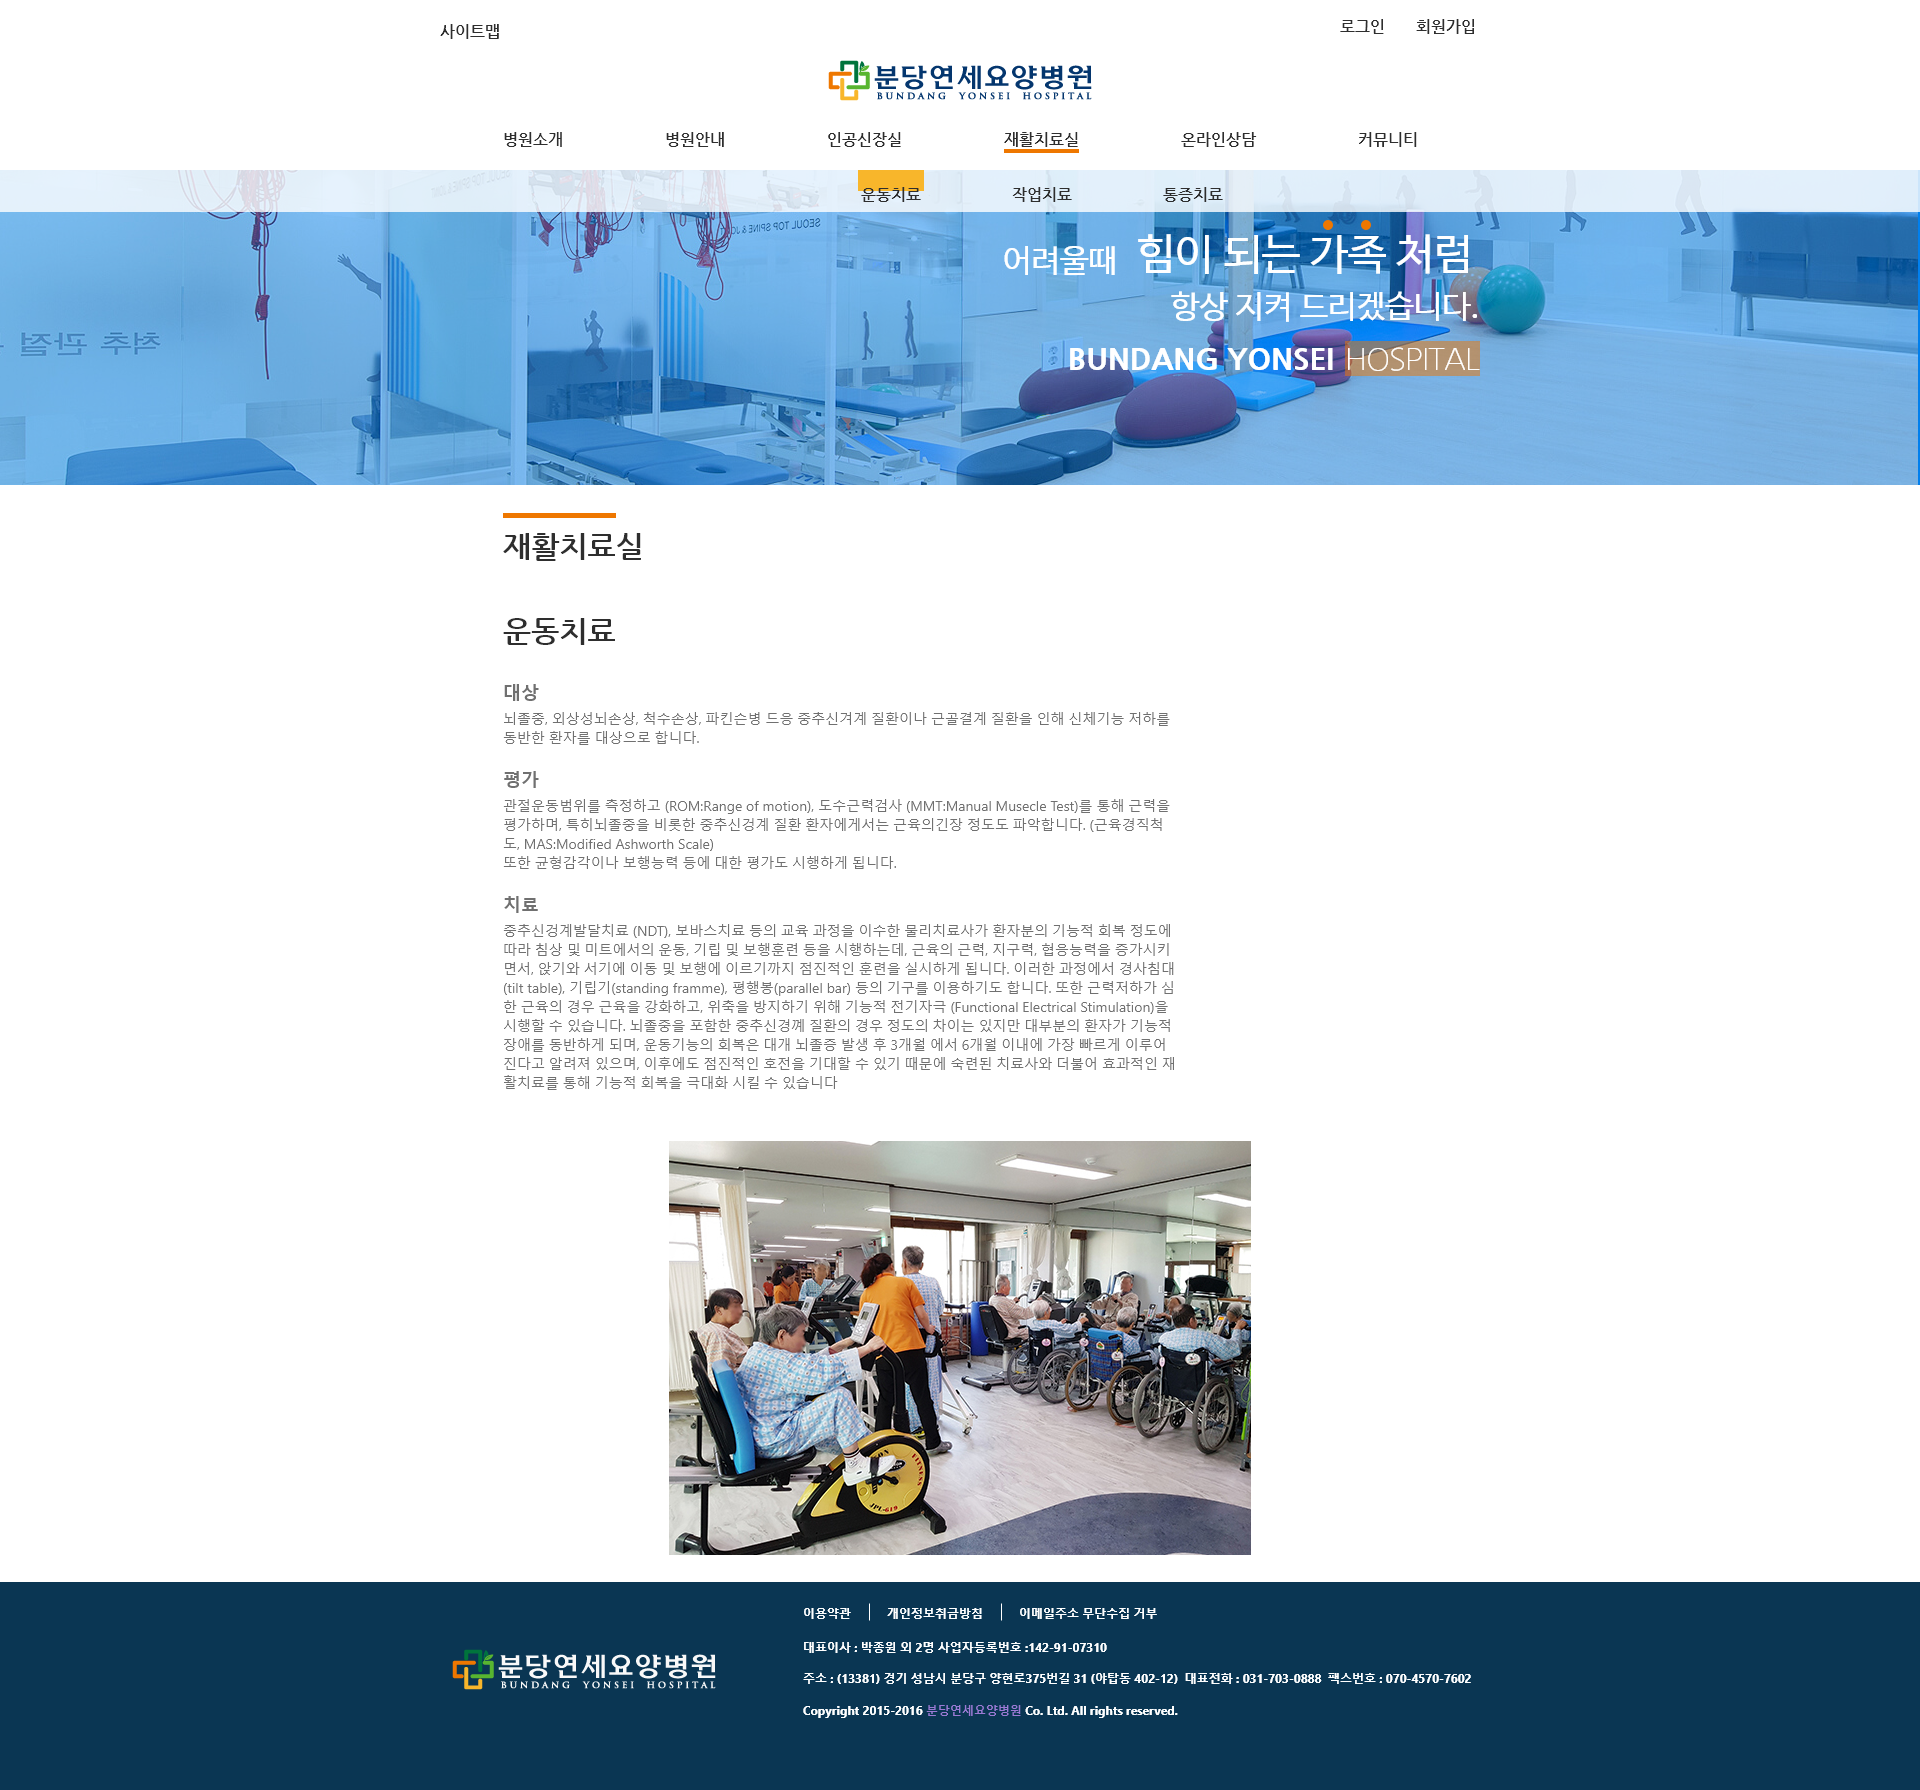 사이트맵
로그인 회원가입
분당연세요양병원
BUNDANG YONSEI HOSPITAL
병원소개 병원안내 인공신장실 재활치료실 온라인상담 커뮤니티
운동치료 작업치료 통증치료
SEOUL TOP SPINE & JO
어려울때 힘이 되는 가족 처럼
항상 지켜 드리겠습니다.
척추 관절
BUNDANG YONSEI HOSPITAL
재활치료실
운동치료
대상
뇌졸중, 외상성뇌손상, 척수손상, 파킨슨병 드응 중추신겨계 질환이나 근골결계 질환을 인해 신체기능 저하를
동반한 환자를 대상으로 합니다.
평가
관절운동범위를 측정하고 (ROM:Range of motion), 도수근력검사 (MMT:Manual Musecle Test)를 통해 근력을
평가하며, 특히뇌졸중을 비롯한 중추신겅계 질환 환자에게서는 근육의긴장 정도도 파악합니다. (근육경직척
도, MAS:Modified Ashworth Scale)
또한 균형감각이나 보행능력 등에 대한 평가도 시행하게 됩니다.
치료
중추신겅계발달치료 (NDT), 보바스치료 등의 교육 과정을 이수한 물리치료사가 환자분의 기능적 회복 정도에
따라 침상 및 미트에서의 운동, 기립 및 보행훈련 등을 시행하는데, 근육의 근력, 지구력, 협응능력을 증가시키
면서, 앉기와 서기에 이동 및 보행에 이르기까지 점진적인 훈련을 실시하게 됩니다. 이러한 과정에서 경사침대
(tilt table), 기립기(standing framme), 평행봉(parallel bar) 등의 기구를 이용하기도 합니다. 또한 근력저하가 심
한 근육의 경우 근육을 강화하고, 위축을 방지하기 위해 기능적 전기자극 (Functional Electrical Stimulation)을
시행할 수 있습니다. 뇌졸중을 포함한 중추신경꼐 질환의 경우 정도의 차이는 있지만 대부분의 환자가 기능적
장애를 동반하게 되며, 운동기능의 회복은 대개 뇌졸증 발생 후 3개월 에서 6개월 이내에 가장 빠르게 이루어
진다고 알려져 있으며, 이후에도 점진적인 호전을 기대할 수 있기 때문에 숙련된 치료사와 더불어 효과적인 재
활치료를 통해 기능적 회복을 극대화 시킬 수 있습니다
FITNESS
JPL-619
이용약관 개인정보취급방침 이메일주소 무단수집 거부
대표이사 : 박종원 외 2명 사업자등록번호 :142-91-07310
분당연세요양병원
BUNDANG YONSEI HOSPITAL
주소 : (13381) 경기 성남시 분당구 양현로375번길 31 (야탑동 402-12) 대표전화 : 031-703-0888 팩스번호 : 070-4570-7602
Copyright 2015-2016 분당연세요양병원 Co. Ltd. All rights reserved.